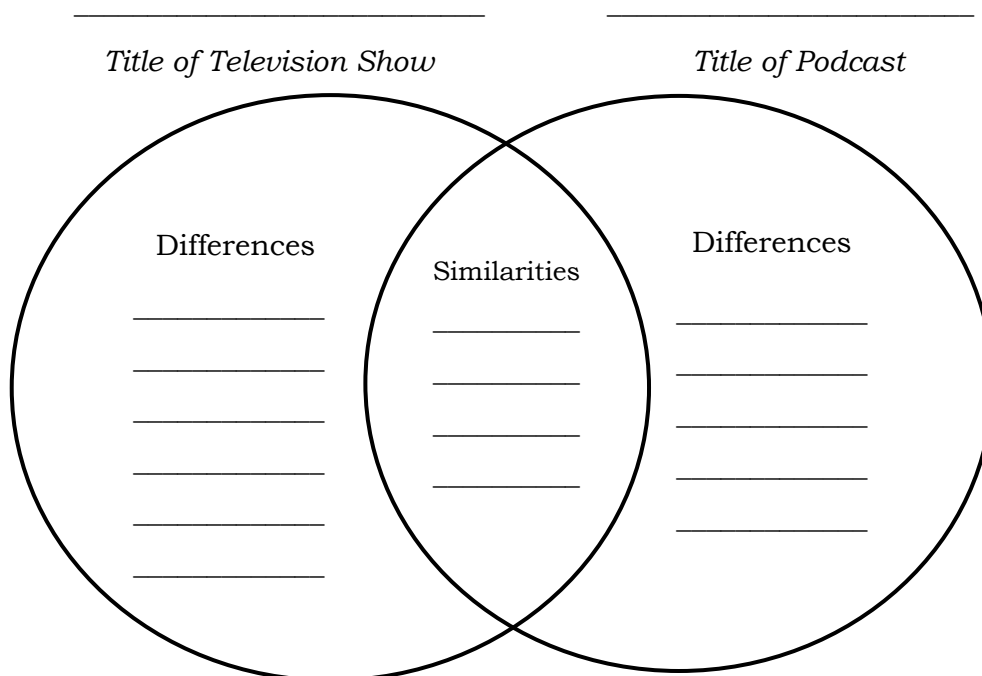 Title of Television Show
Title of Podcast
Differences
Similarities
Differences